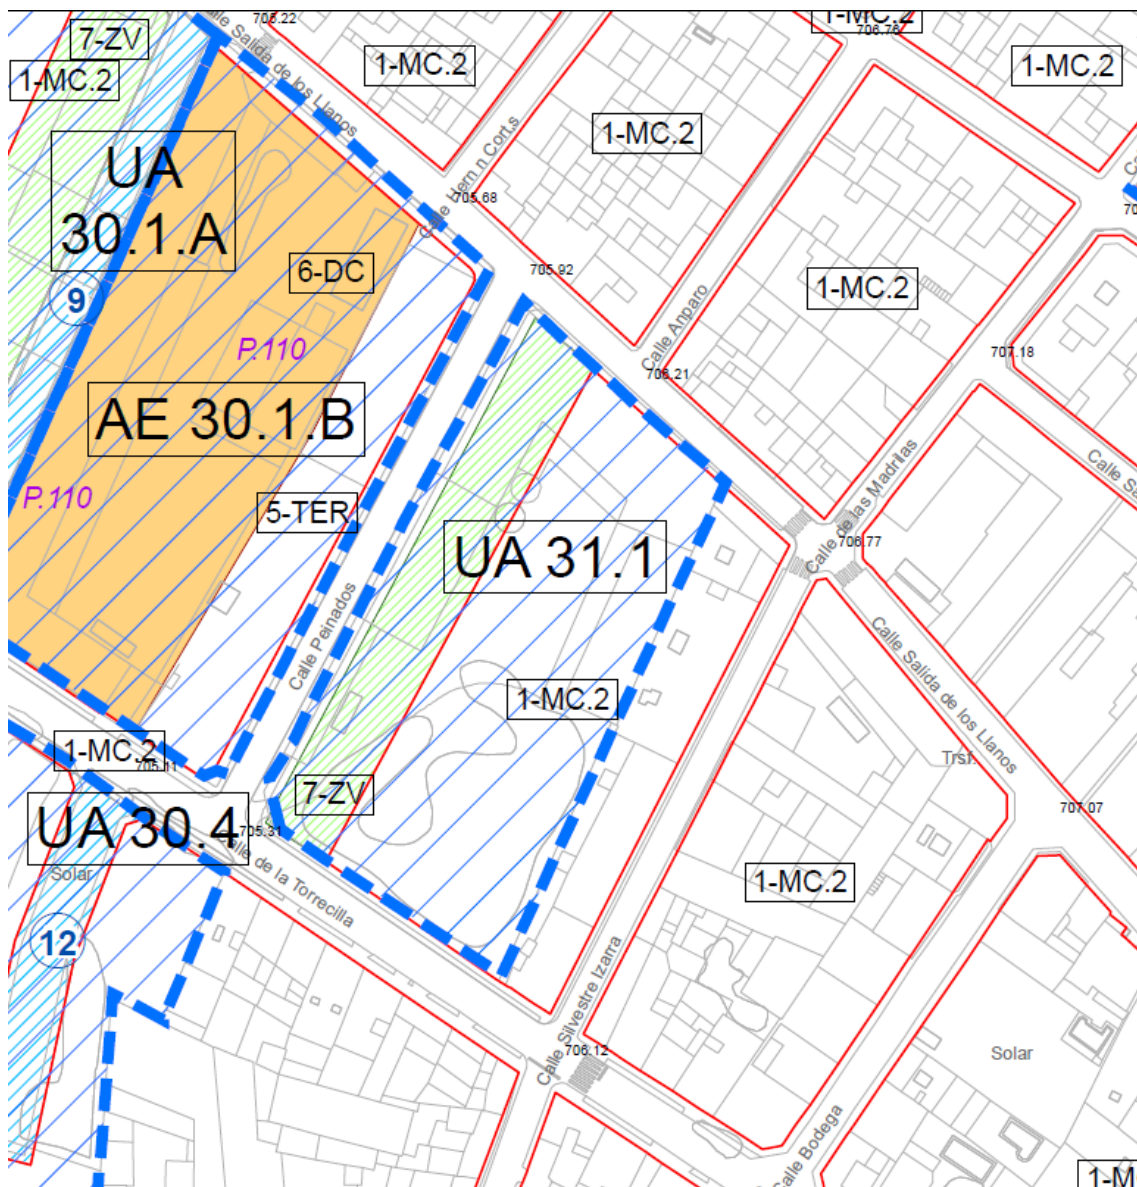 705.22
1-MC.2
706.76
7-ZV
Calle Salida de los Llanos
1-MC.2
1-MC.2
1-MC.2
1-MC.2
UA
30.1.A
Calle Hern n Cort,s
705.68
6-DC
705.92
1-MC.2
9
Calle Anparo
P.110
707.18
706.21
AE 30.1.B
P.110
5-TER
Calle de las Madrilas
706.77
UA 31.1
Calle Peinados
Calle Salida de los Llanos
1-MC.2
1-MC.2
705.11
Trsf.
7-ZV
707.07
UA 30.4
705.31
Calle de la Torrecilla
Solar
1-MC.2
12
Calle Silvestre Izarra
706.12
Solar
Calle Bodega